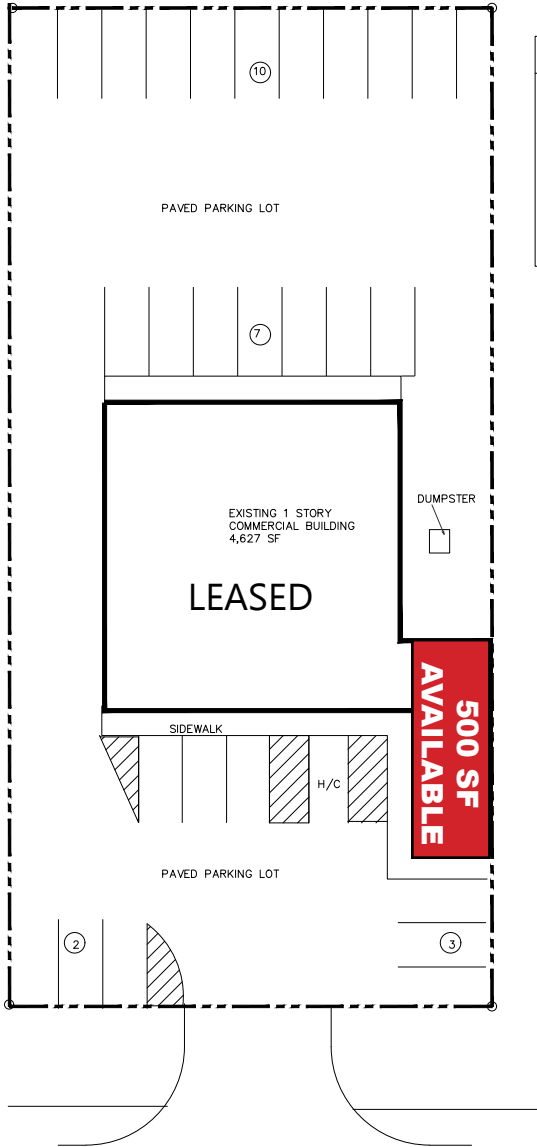 10
PAVED PARKING LOT
7
DUMPSTER
EXISTING 1 STORY
COMMERCIAL BUILDING
4,627 SF
LEASED
500 SF
AVAILABLE
SIDEWALK
H/C
PAVED PARKING LOT
2
3